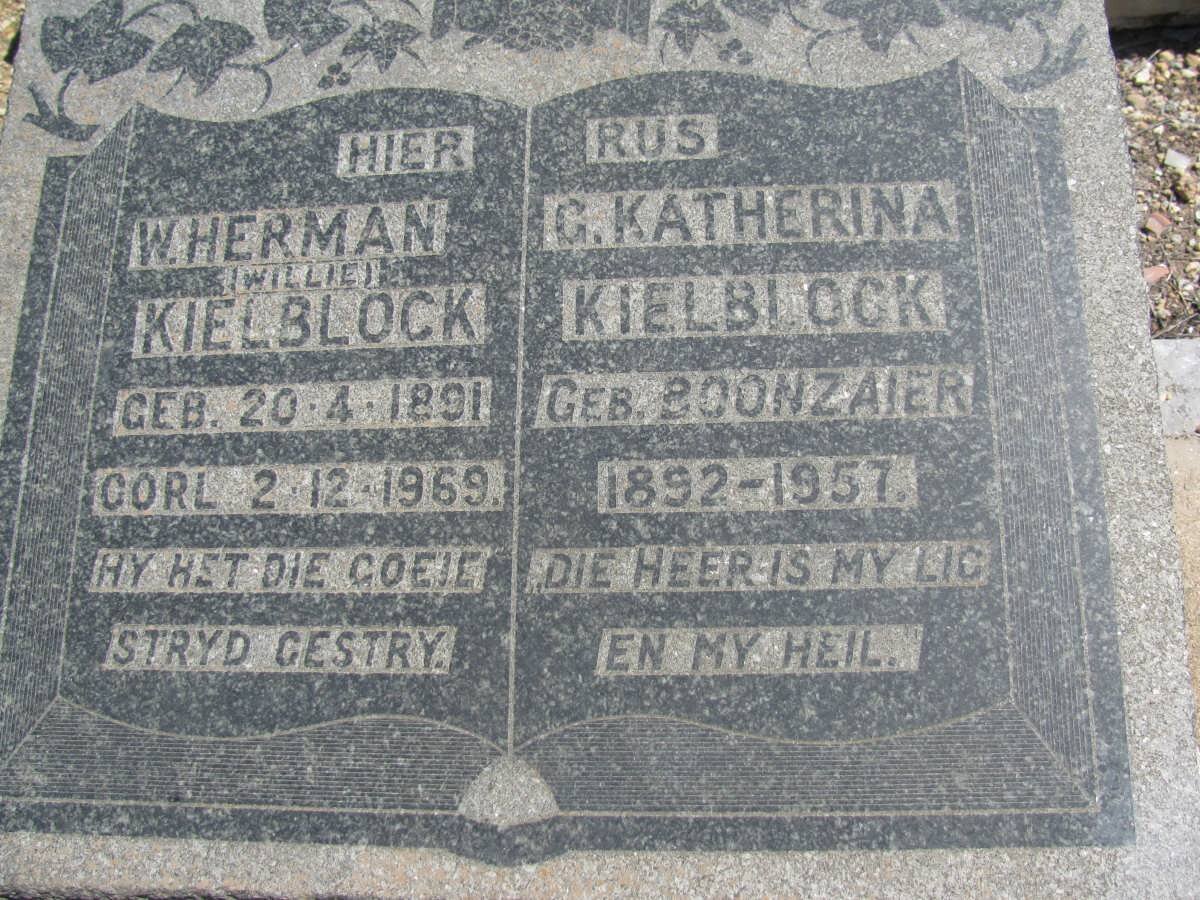 HIER RUS
W. HERMAN
(WILLIE)
KIELBLOCK
GEB. 20·4·1891
OORL 2·12·1969.
HY HET DIE GOEIE
STRYD GESTRY.
G. KATHERINA
KIELBLOCK
GEB. BOONZAIER
1892-1957
„DIE HEER IS MY LIG
EN MY HEIL.